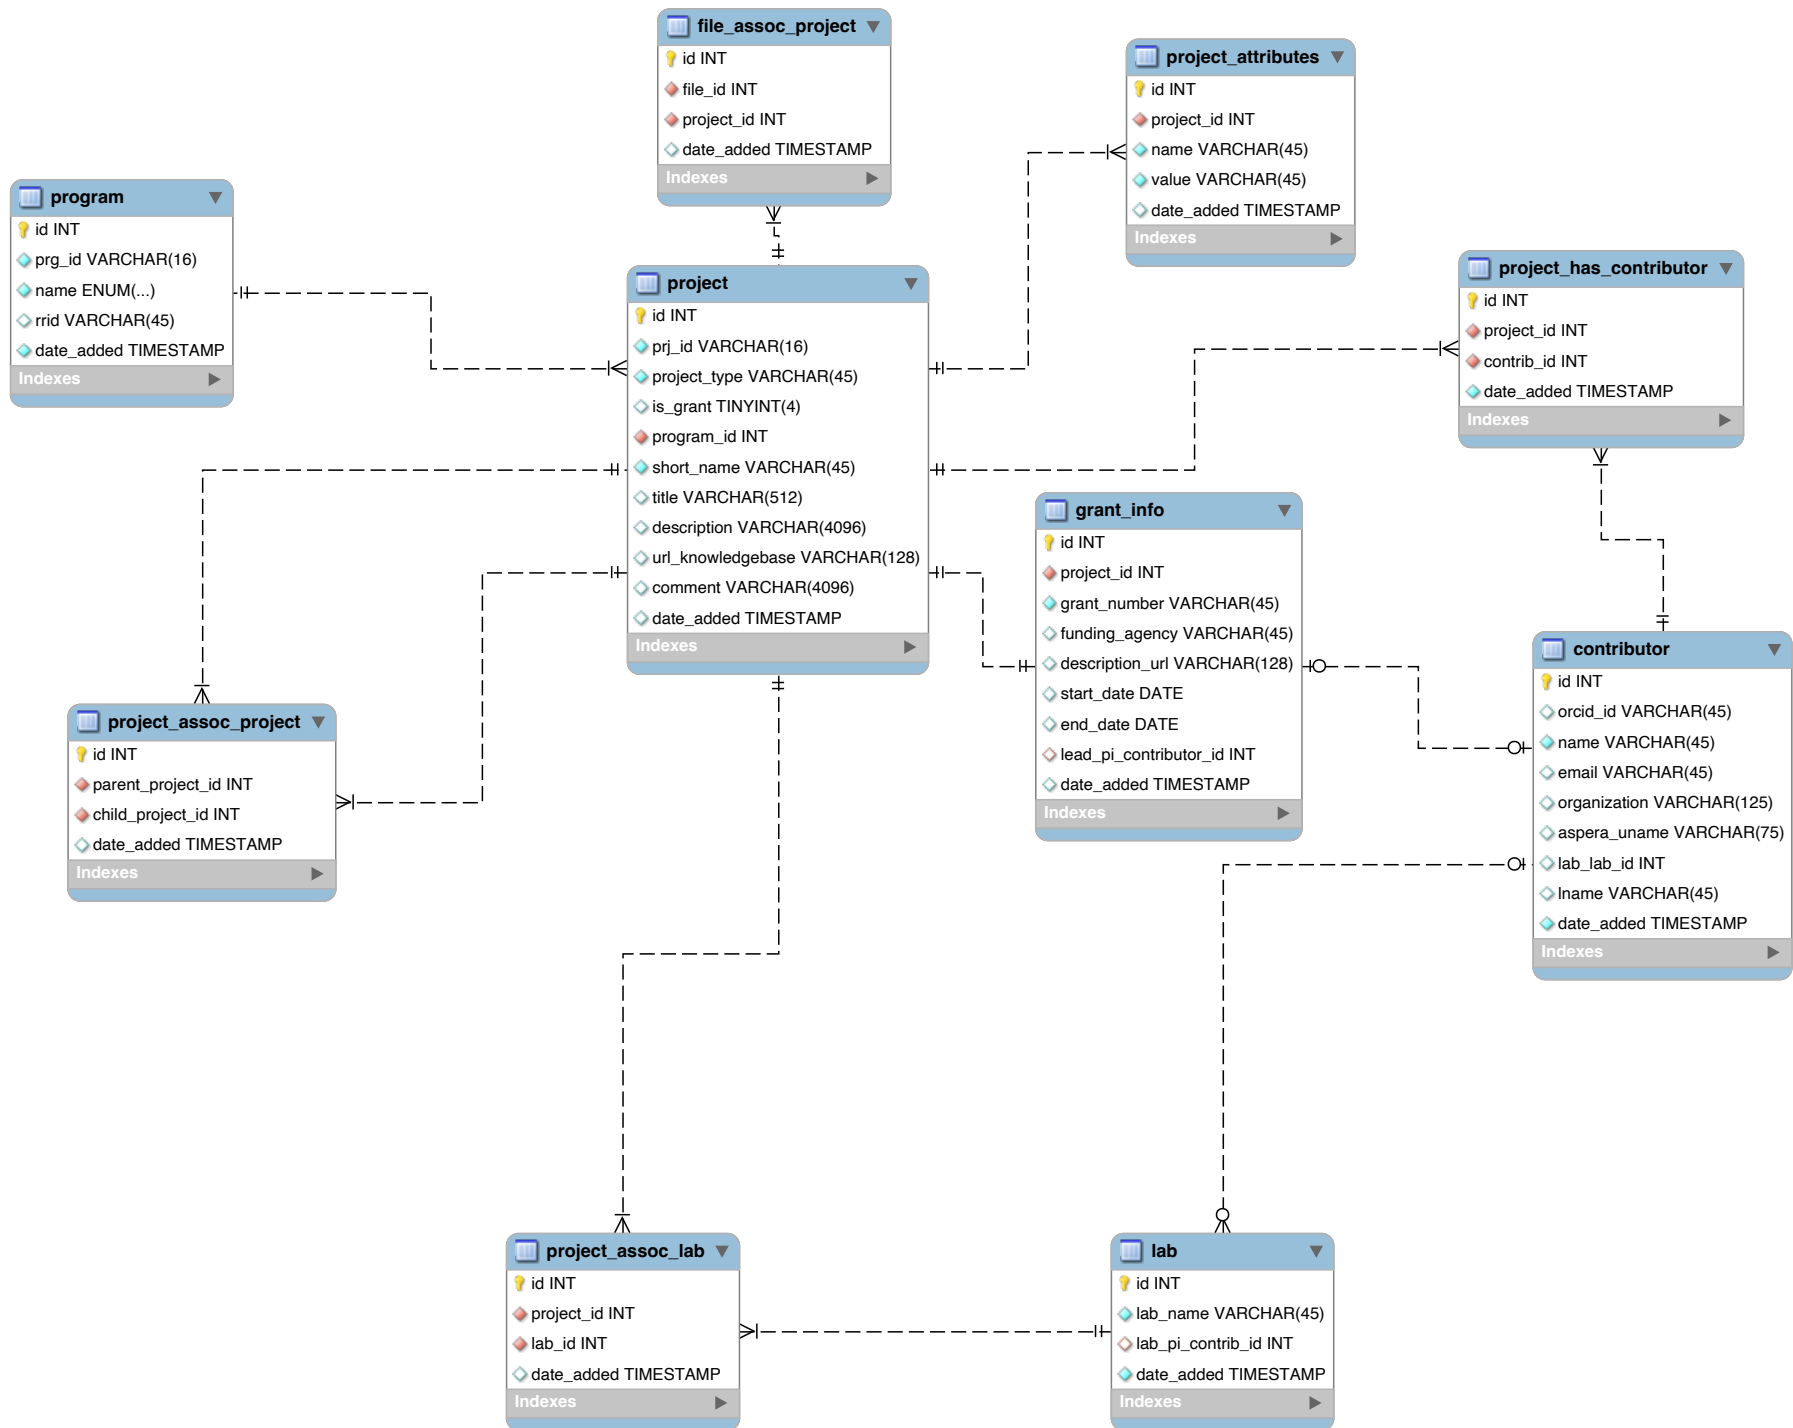 file_assoc_project
id INT
file_id INT
project_id INT
date_added TIMESTAMP
Indexes
project_attributes
id INT
project_id INT
name VARCHAR(45)
value VARCHAR(45)
date_added TIMESTAMP
Indexes
program
id INT
prg_id VARCHAR(16)
name ENUM(...)
rrid VARCHAR(45)
date_added TIMESTAMP
Indexes
project
id INT
prj_id VARCHAR(16)
project_type VARCHAR(45)
is_grant TINYINT(4)
program_id INT
short_name VARCHAR(45)
title VARCHAR(512)
description VARCHAR(4096)
url_knowledgebase VARCHAR(128)
comment VARCHAR(4096)
date_added TIMESTAMP
Indexes
project_has_contributor
id INT
project_id INT
contrib_id INT
date_added TIMESTAMP
Indexes
grant_info
id INT
project_id INT
grant_number VARCHAR(45)
funding_agency VARCHAR(45)
description_url VARCHAR(128)
start_date DATE
end_date DATE
lead_pi_contributor_id INT
date_added TIMESTAMP
Indexes
contributor
id INT
orcid_id VARCHAR(45)
name VARCHAR(45)
email VARCHAR(45)
organization VARCHAR(125)
aspera_uname VARCHAR(75)
lab_lab_id INT
lname VARCHAR(45)
date_added TIMESTAMP
Indexes
project_assoc_project
id INT
parent_project_id INT
child_project_id INT
date_added TIMESTAMP
Indexes
project_assoc_lab
id INT
project_id INT
lab_id INT
date_added TIMESTAMP
Indexes
lab
id INT
lab_name VARCHAR(45)
lab_pi_contrib_id INT
date_added TIMESTAMP
Indexes